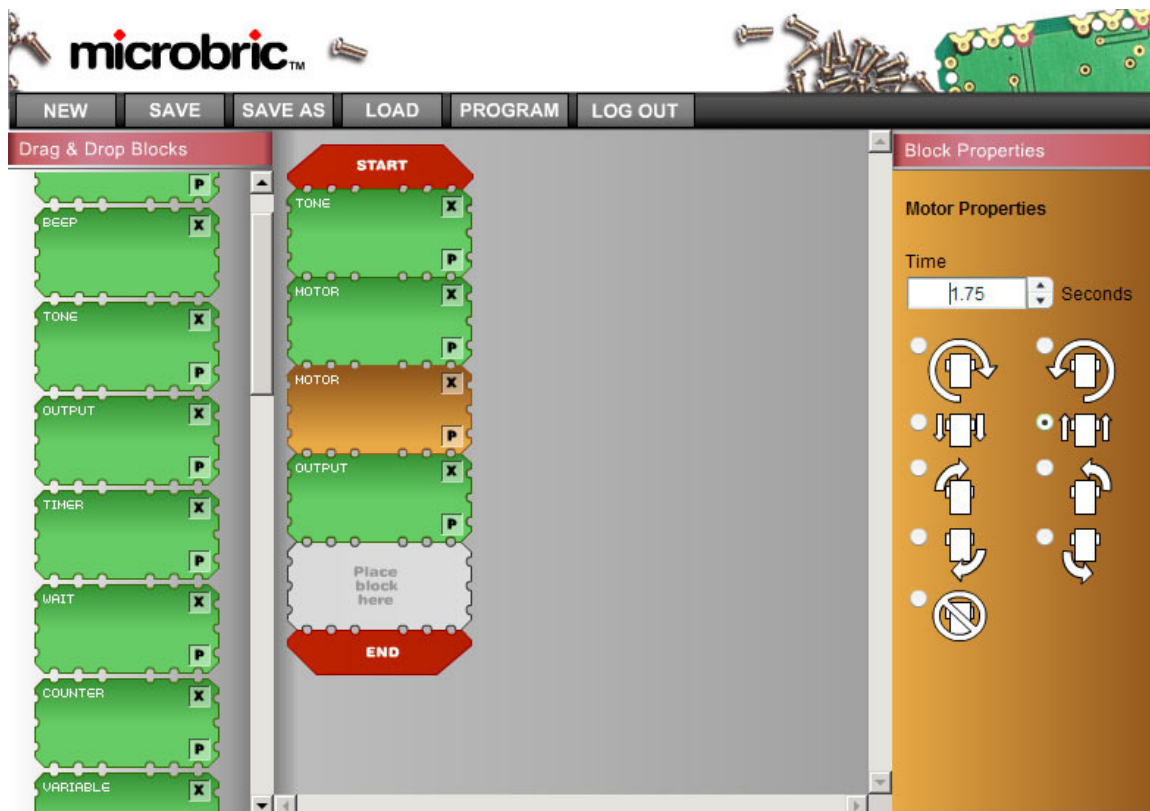 microbric™
NEW SAVE SAVE AS LOAD PROGRAM LOG OUT
Drag & Drop Blocks
P
BEEP X
TONE X
P
OUTPUT X
P
TIMER X
P
WAIT X
P
COUNTER X
P
VARIABLE X
START
TONE X
P
MOTOR X
P
MOTOR X
P
OUTPUT X
P
Place
block
here
END
Block Properties
Motor Properties
Time
1.75 Seconds